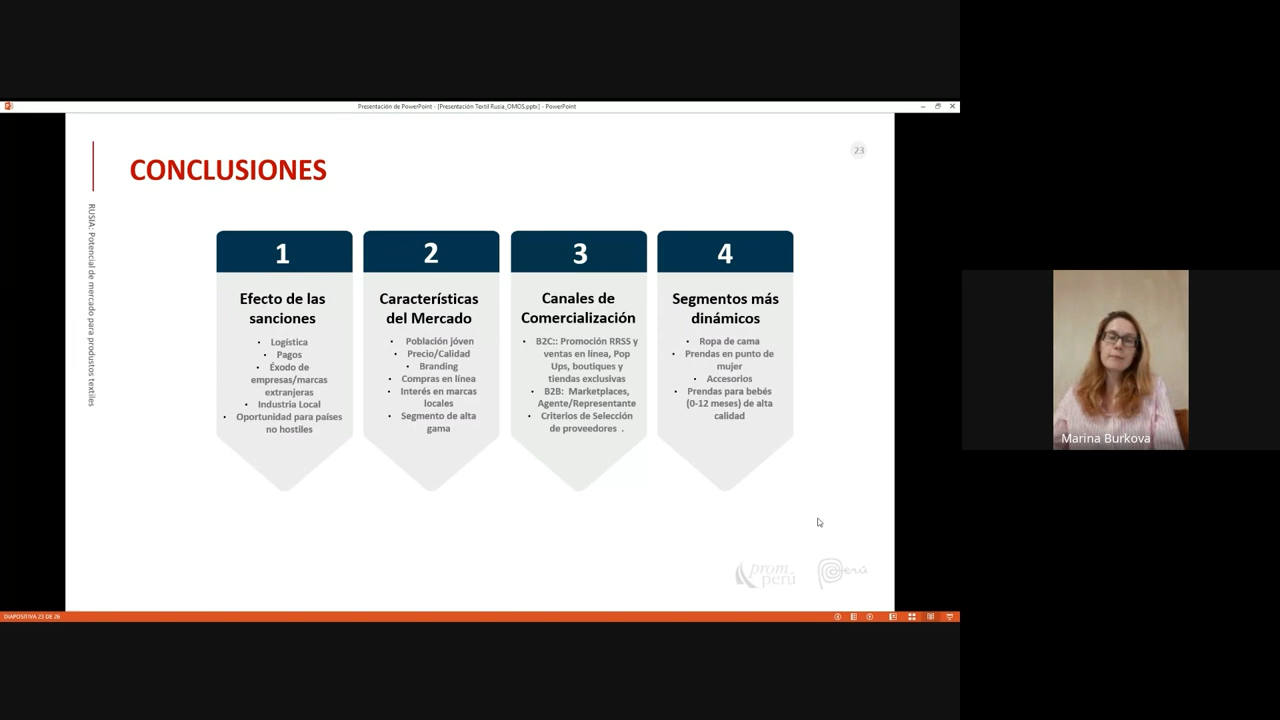 Presentación de PowerPoint - [Presentación Textil Rusia_OMOS.pptx] - PowerPoint
23
CONCLUSIONES
RUSIA: Potencial de mercado para productos textiles
1
Efecto de las
sanciones
• Logística
• Pagos
• Éxodo de
empresas/marcas
extranjeras
• Industria Local
• Oportunidad para países
no hostiles
2
Características
del Mercado
• Población jóven
• Precio/Calidad
• Branding
• Compras en línea
• Interés en marcas
locales
• Segmento de alta
gama
3
Canales de
Comercialización
• B2C:: Promoción RRSS y
ventas en línea, Pop
Ups, boutiques y
tiendas exclusivas
• B2B: Marketplaces,
Agente/Representante
• Criterios de Selección
de proveedores .
4
Segmentos más
dinámicos
• Ropa de cama
• Prendas en punto de
mujer
• Accesorios
• Prendas para bebés
(0-12 meses) de alta
calidad
prom
perú
Perú
DIAPOSITIVA 23 DE 26
Marina Burkova